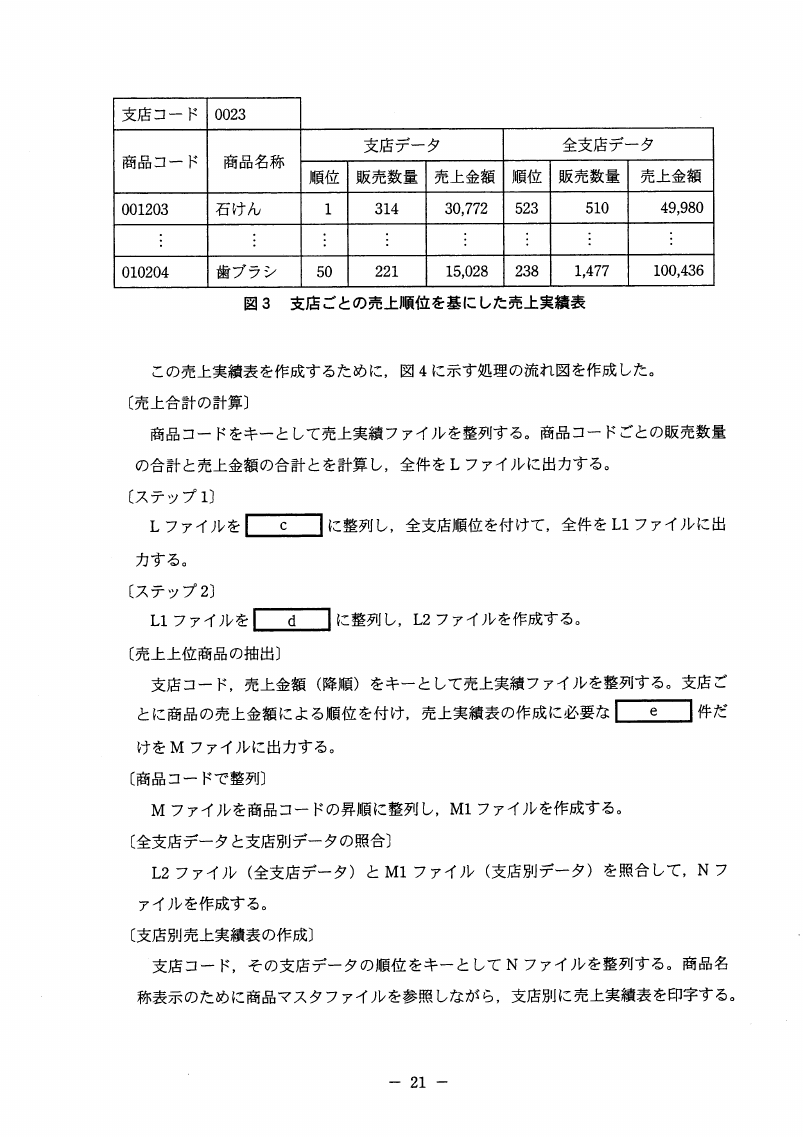 支店コード 0023
商品コード 商品名称 支店データ 全支店データ
順位 販売数量 売上金額 順位 販売数量 売上金額
001203 石けん 1 314 30,772 523 510 49,980
⋮ ⋮ ⋮ ⋮ ⋮ ⋮ ⋮ ⋮
010204 歯ブラシ 50 221 15,028 238 1,477 100,436
図3 支店ごとの売上順位を基にした売上実績表
この売上実績表を作成するために，図4に示す処理の流れ図を作成した。
〔売上合計の計算〕
商品コードをキーとして売上実績ファイルを整列する。商品コードごとの販売数量
の合計と売上金額の合計とを計算し，全件をLファイルに出力する。
〔ステップ1〕
Lファイルを c に整列し，全支店順位を付けて，全件をL1ファイルに出
力する。
〔ステップ2〕
L1ファイルを d に整列し，L2ファイルを作成する。
〔売上上位商品の抽出〕
支店コード，売上金額（降順）をキーとして売上実績ファイルを整列する。支店ご
とに商品の売上金額による順位を付け，売上実績表の作成に必要な e 件だ
けをMファイルに出力する。
〔商品コードで整列〕
Mファイルを商品コードの昇順に整列し，M1ファイルを作成する。
〔全支店データと支店別データの照合〕
L2ファイル（全支店データ）とM1ファイル（支店別データ）を照合して，Nフ
ァイルを作成する。
〔支店別売上実績表の作成〕
支店コード，その支店データの順位をキーとしてNファイルを整列する。商品名
称表示のために商品マスタファイルを参照しながら，支店別に売上実績表を印字する。
－ 21 －